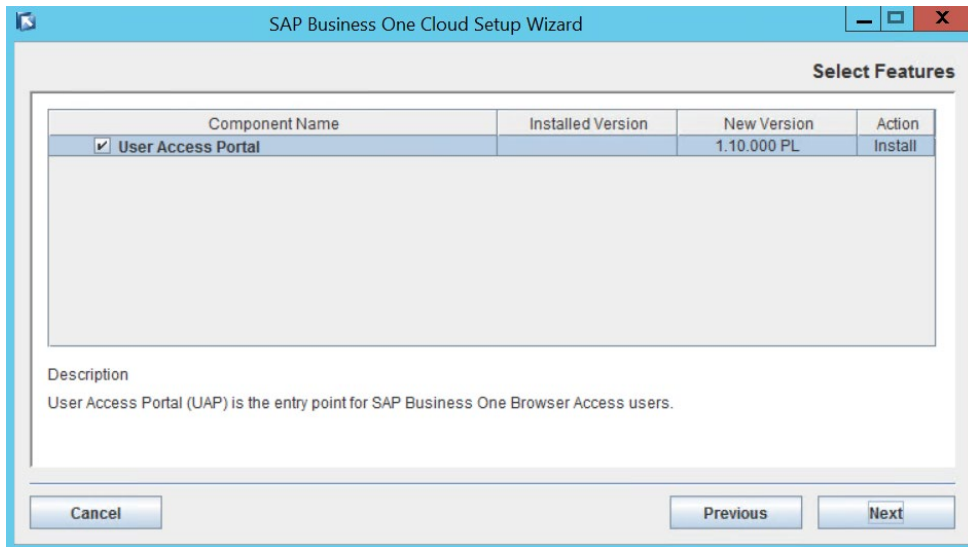 SAP Business One Cloud Setup Wizard
Select Features
Component Name Installed Version New Version Action
User Access Portal 1.10.000 PL Install
Description
User Access Portal (UAP) is the entry point for SAP Business One Browser Access users.
Cancel Previous Next